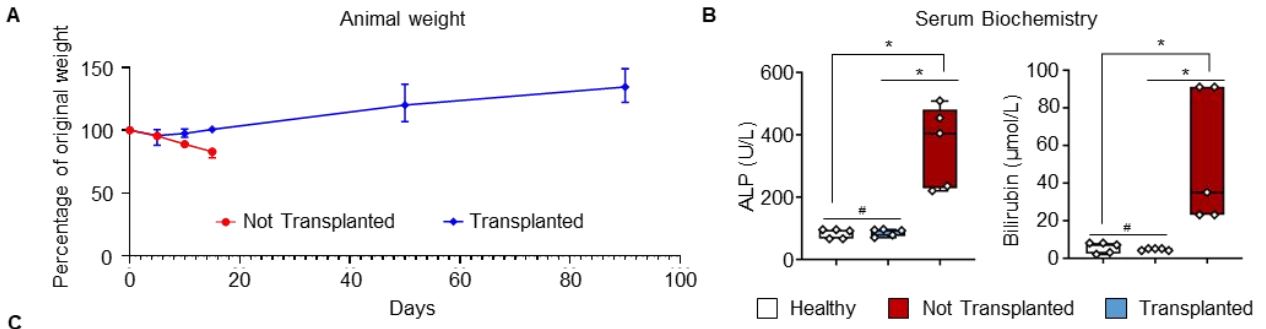 A
Animal weight
Percentage of original weight
150
100
50
0
Not Transplanted
Transplanted
0 20 40 60 80 100
Days
B
Serum Biochemistry
ALP (U/L)
600
400
200
0
*
*
#
Bilirubin (µmol/L)
100
80
60
40
20
0
*
*
#
Healthy
Not Transplanted
Transplanted
C